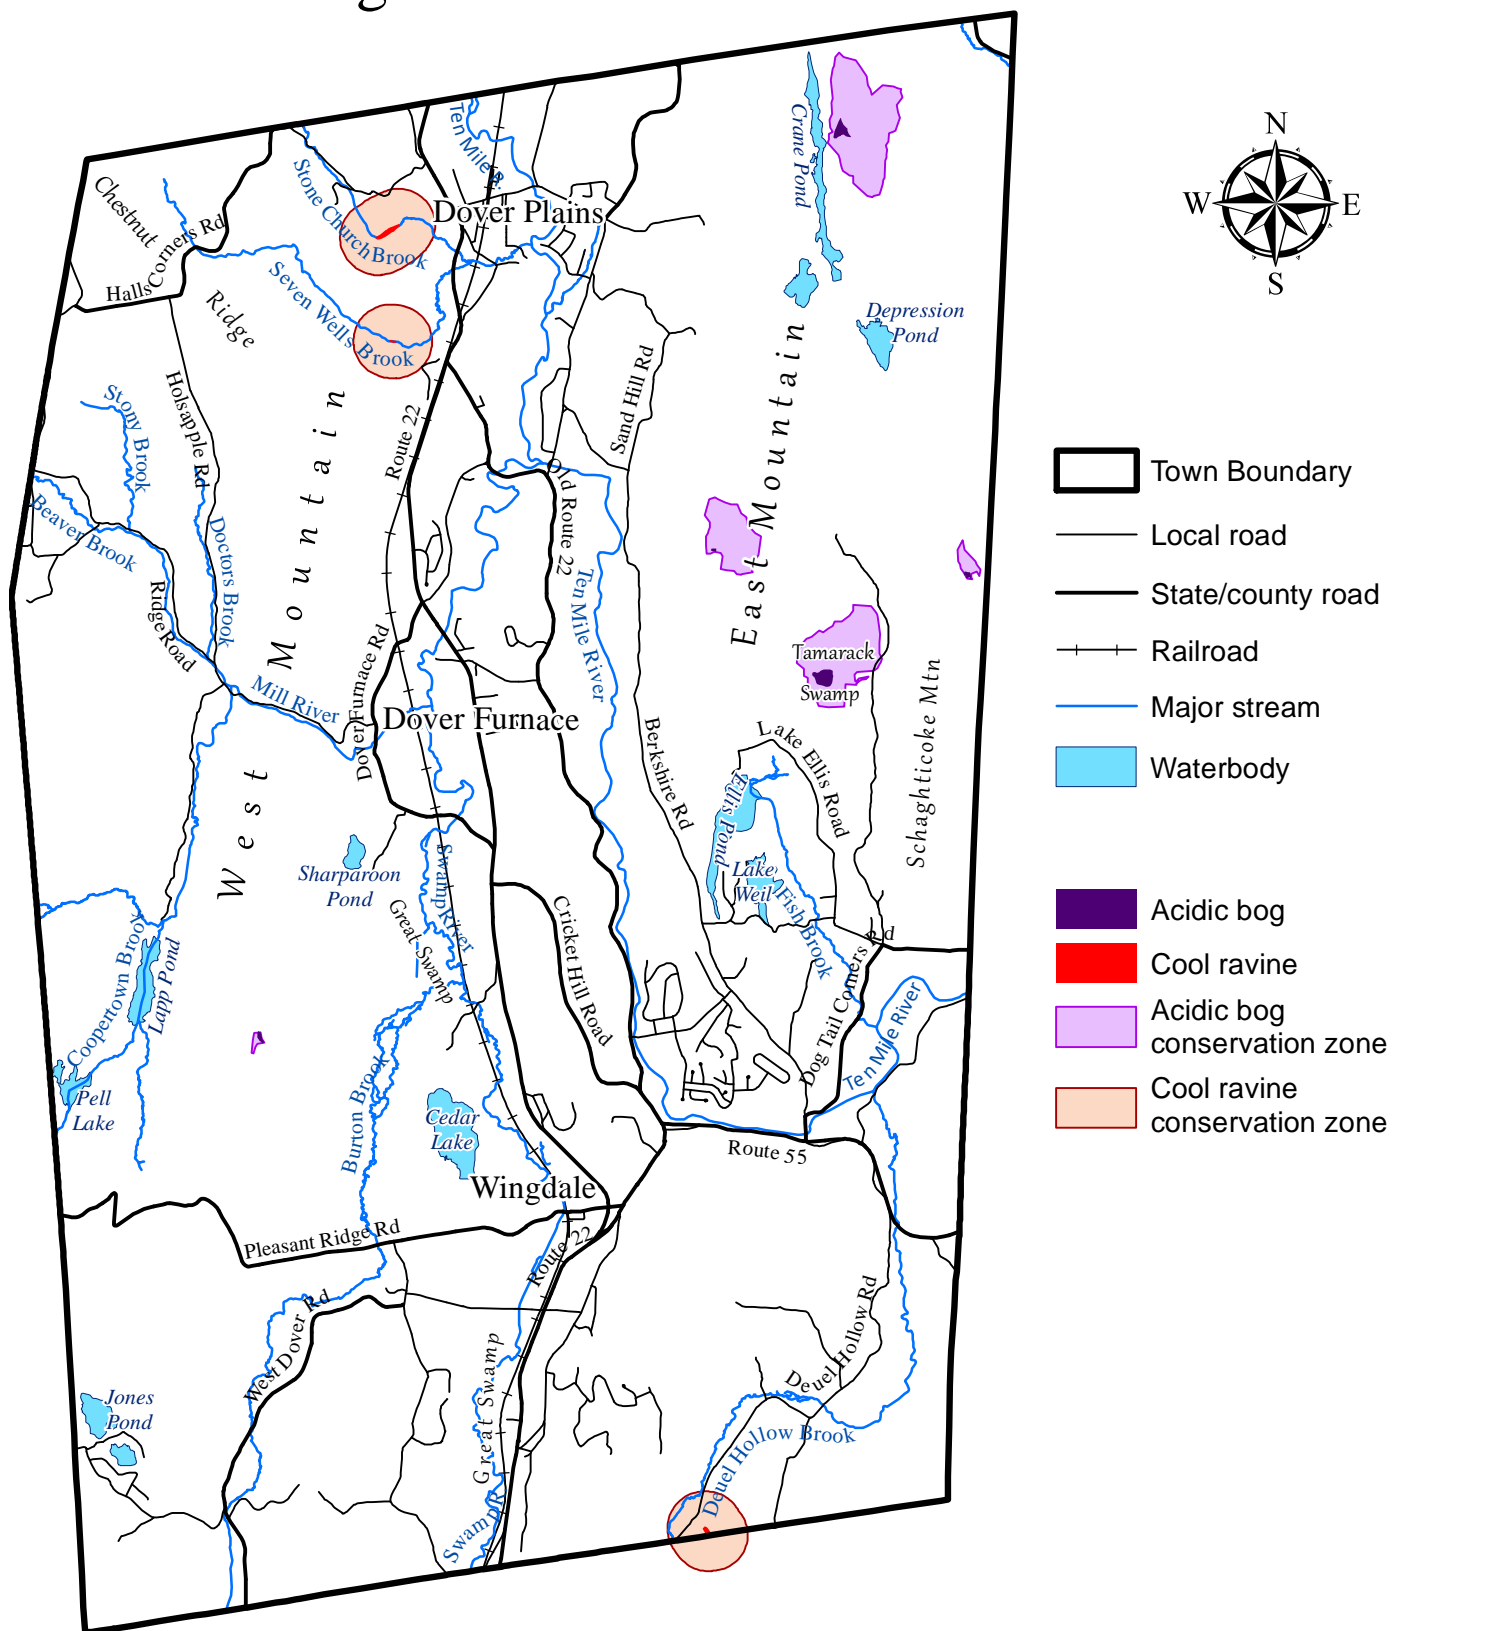 g
N
W
E
S
Ten Mile R.
Crane Pond
Chestnut
Ridge
Stone Church Brook
Dover Plains
Halls Corners Rd
Seven Wells Brook
Depression
Pond
Sand Hill Rd
Holsapple Rd
Stony Brook
Route 22
West Mountain
East Mountain
Old Route 22
Beaver Brook
Doctors Brook
Ridge Road
Ten Mile River
Tamarack
Swamp
Dover Furnace Rd
Mill River
Dover Furnace
Schaghticoke Mtn
Berkshire Rd
Lake Ellis Road
Ellis Pond
Lake
Weil
Fish Brook
Sharparoon
Pond
Swamp River
Great Swamp
Cricket Hill Road
Coopertown Brook
Lapp Pond
Dog Tail Corners Rd
Ten Mile River
Pell
Lake
Burton Brook
Cedar
Lake
Route 55
Wingdale
Pleasant Ridge Rd
Route 22
West Dover Rd
Great Swamp
Deuel Hollow Rd
Jones
Pond
Deuel Hollow Brook
Swamp R
Town Boundary
Local road
State/county road
Railroad
Major stream
Waterbody
Acidic bog
Cool ravine
Acidic bog
conservation zone
Cool ravine
conservation zone